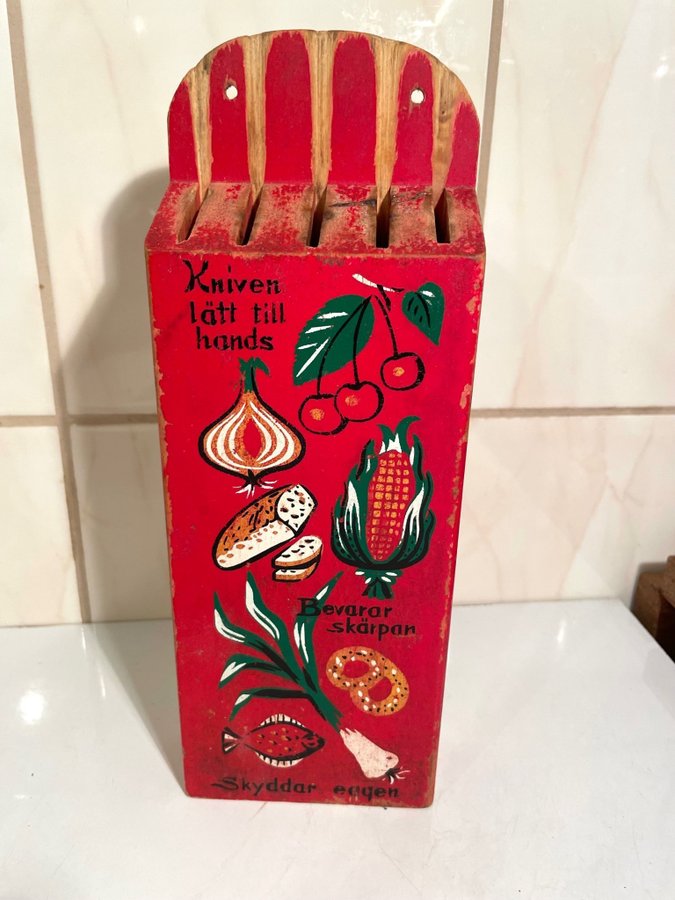 Kniven
lätt till
hands
Bevarar
skärpan
Skyddar eggen